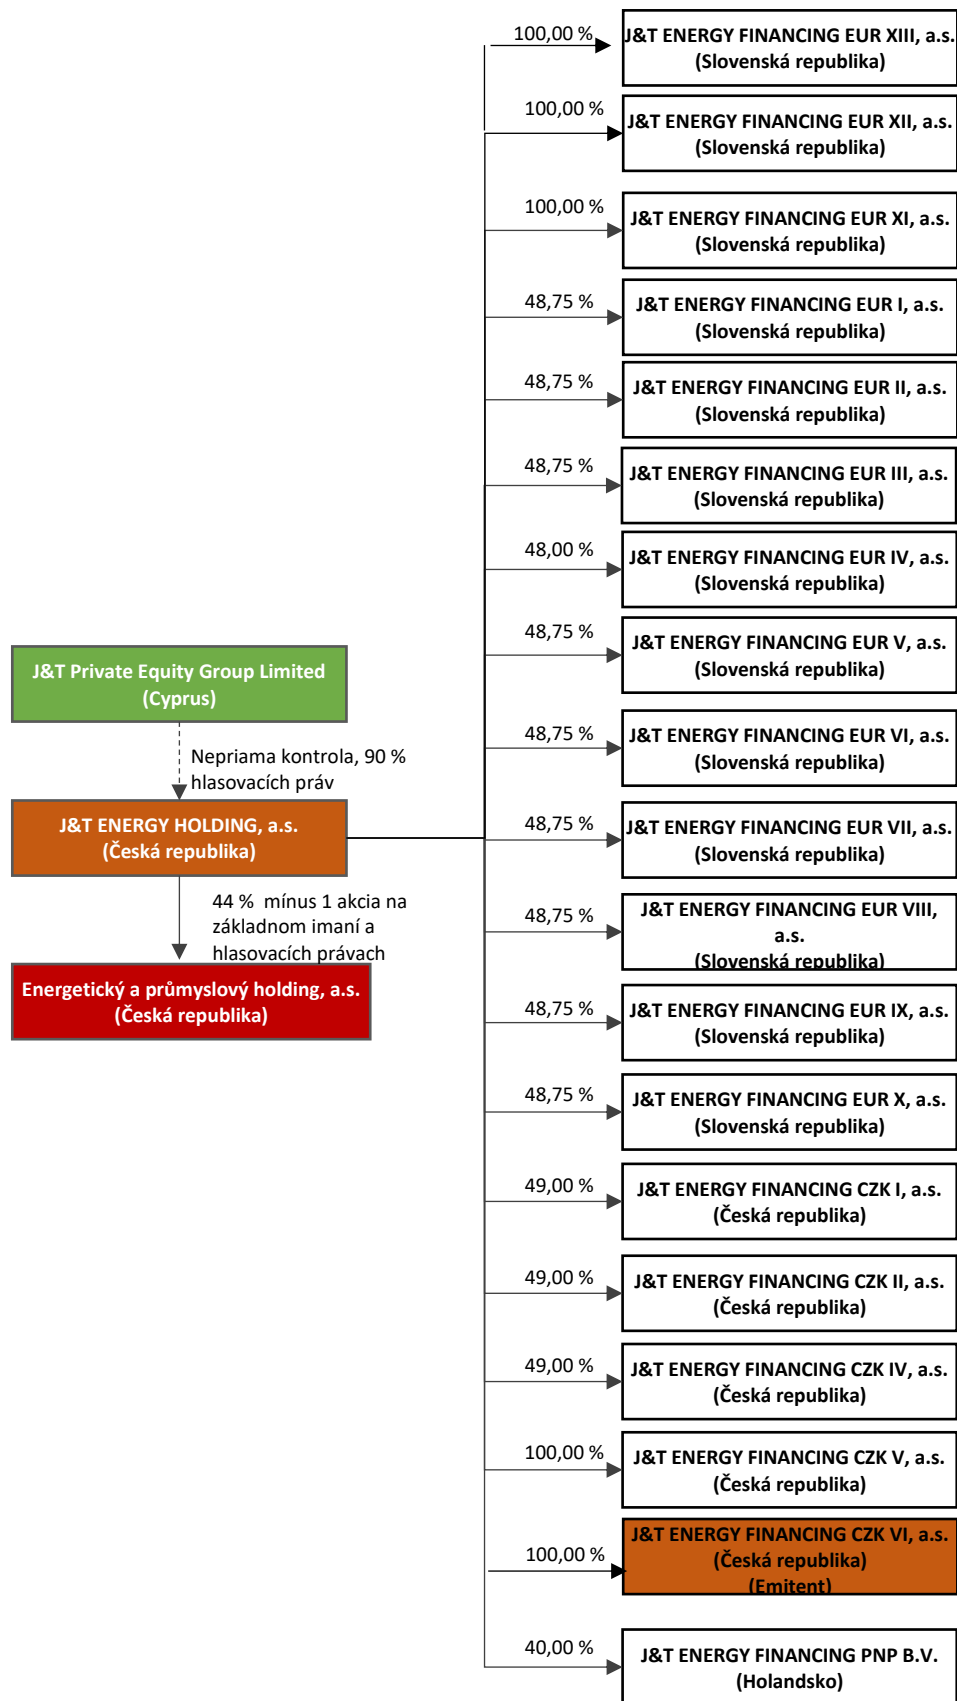 100,00 %
J&T ENERGY FINANCING EUR XIII, a.s.
(Slovenská republika)
100,00 %
J&T ENERGY FINANCING EUR XII, a.s.
(Slovenská republika)
100,00 %
J&T ENERGY FINANCING EUR XI, a.s.
(Slovenská republika)
48,75 %
J&T ENERGY FINANCING EUR I, a.s.
(Slovenská republika)
48,75 %
J&T ENERGY FINANCING EUR II, a.s.
(Slovenská republika)
48,75 %
J&T ENERGY FINANCING EUR III, a.s.
(Slovenská republika)
48,00 %
J&T ENERGY FINANCING EUR IV, a.s.
(Slovenská republika)
48,75 %
J&T ENERGY FINANCING EUR V, a.s.
(Slovenská republika)
J&T Private Equity Group Limited
(Cyprus)
48,75 %
J&T ENERGY FINANCING EUR VI, a.s.
(Slovenská republika)
Nepriama kontrola, 90 %
hlasovacích práv
J&T ENERGY HOLDING, a.s.
(Česká republika)
48,75 %
J&T ENERGY FINANCING EUR VII, a.s.
(Slovenská republika)
44 %  mínus 1 akcia na
základnom imaní a
hlasovacích právach
48,75 %
J&T ENERGY FINANCING EUR VIII,
a.s.
(Slovenská republika)
Energetický a průmyslový holding, a.s.
(Česká republika)
48,75 %
J&T ENERGY FINANCING EUR IX, a.s.
(Slovenská republika)
48,75 %
J&T ENERGY FINANCING EUR X, a.s.
(Slovenská republika)
49,00 %
J&T ENERGY FINANCING CZK I, a.s.
(Česká republika)
49,00 %
J&T ENERGY FINANCING CZK II, a.s.
(Česká republika)
49,00 %
J&T ENERGY FINANCING CZK IV, a.s.
(Česká republika)
100,00 %
J&T ENERGY FINANCING CZK V, a.s.
(Česká republika)
100,00 %
J&T ENERGY FINANCING CZK VI, a.s.
(Česká republika)
(Emitent)
40,00 %
J&T ENERGY FINANCING PNP B.V.
(Holandsko)